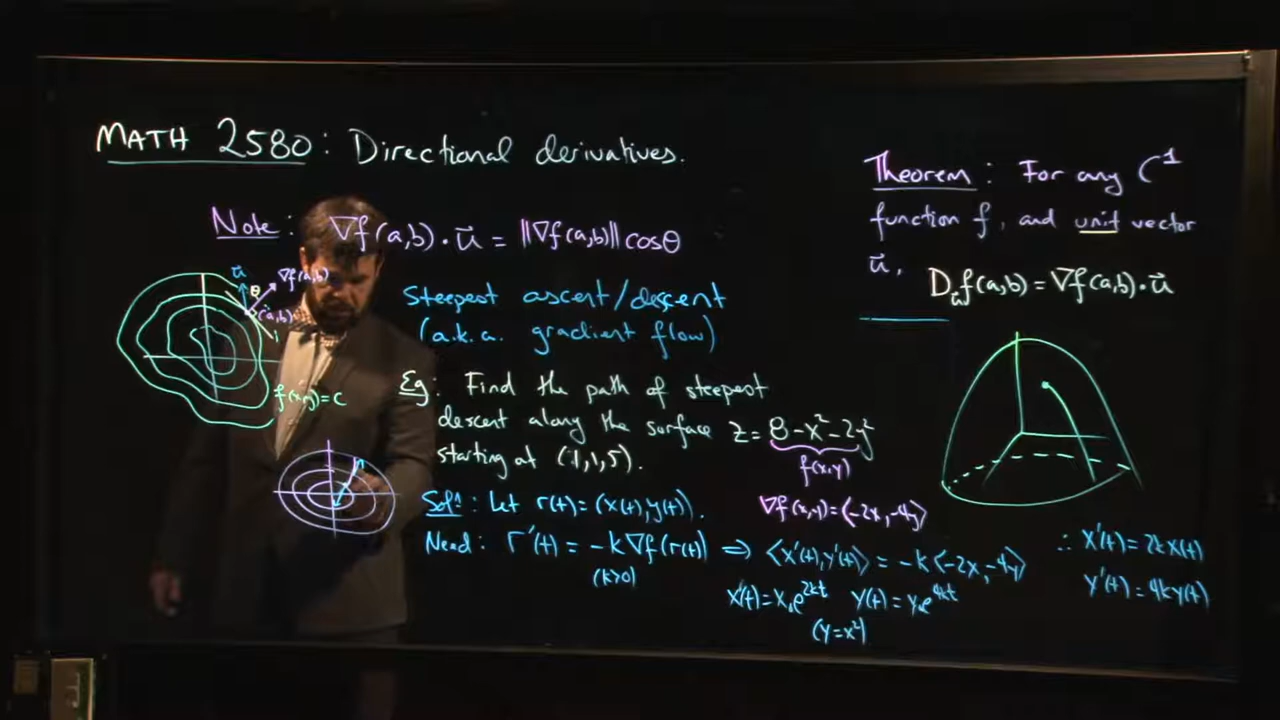 MATH 2580: Directional derivatives.
Note: ∇f(a,b)·u⃗ = ‖∇f(a,b)‖ cosθ
u⃗
θ
∇f(a,b)
(a,b)
f(x,y)=c
Steepest ascent/descent
(a.k.a. gradient flow)
Eg: Find the path of steepest
descent along the surface z = 8-x²-2y²
f(x,y)
starting at (1,1,5).
Solⁿ: Let r(t)=(x(t),y(t)).
∇f(x,y)=⟨-2x,-4y⟩
Need: r'(t) = -k∇f(r(t)) ⇒ ⟨x'(t),y'(t)⟩ = -k⟨-2x,-4y⟩
(k>0)
∴ x'(t)=2kx(t)
y'(t)=4ky(t)
x(t)=x₀e^{2kt} y(t)=y₀e^{4kt}
(y=x²)
Theorem: For any C¹
function f, and unit vector
u⃗,
D_u⃗f(a,b)=∇f(a,b)·u⃗